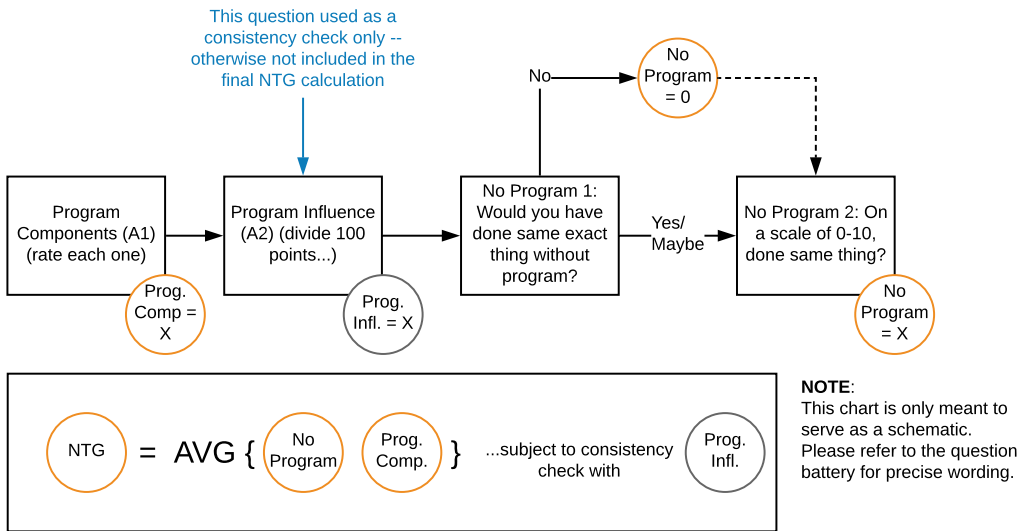 This question used as a
consistency check only --
otherwise not included in the
final NTG calculation
No
No
Program
= 0
Program
Components (A1)
(rate each one)
Prog.
Comp =
X
Program Influence
(A2) (divide 100
points...)
Prog.
Infl. = X
No Program 1:
Would you have
done same exact
thing without
program?
Yes/
Maybe
No Program 2: On
a scale of 0-10,
done same thing?
No
Program
= X
NTG
=
AVG {
No
Program
Prog.
Comp.
}
...subject to consistency
check with
Prog.
Infl.
NOTE:
This chart is only meant to
serve as a schematic.
Please refer to the question
battery for precise wording.